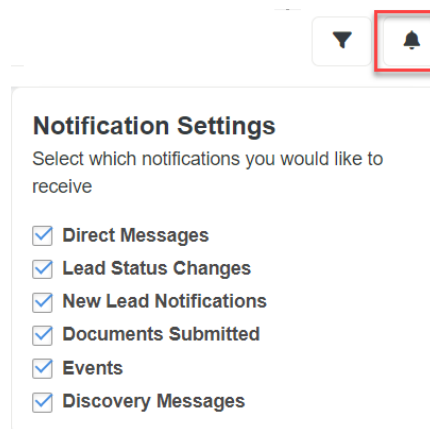 Notification Settings
Select which notifications you would like to
receive
Direct Messages
Lead Status Changes
New Lead Notifications
Documents Submitted
Events
Discovery Messages